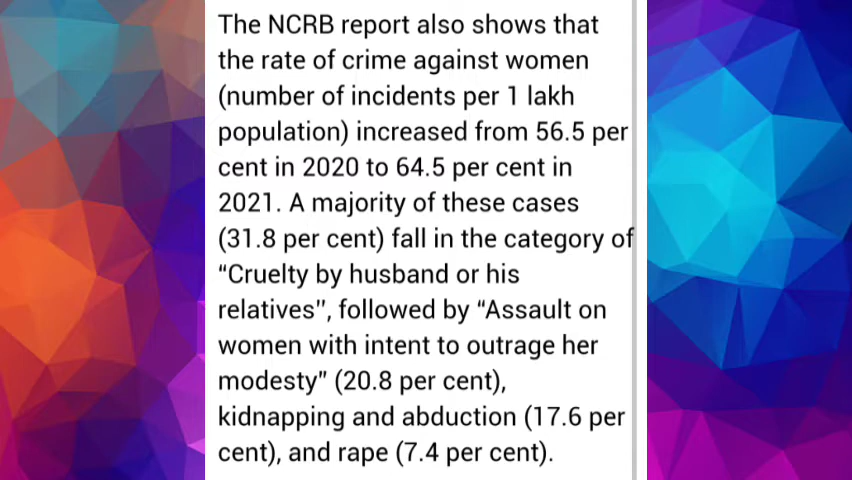 The NCRB report also shows that
the rate of crime against women
(number of incidents per 1 lakh
population) increased from 56.5 per
cent in 2020 to 64.5 per cent in
2021. A majority of these cases
(31.8 per cent) fall in the category of
“Cruelty by husband or his
relatives”, followed by “Assault on
women with intent to outrage her
modesty” (20.8 per cent),
kidnapping and abduction (17.6 per
cent), and rape (7.4 per cent).